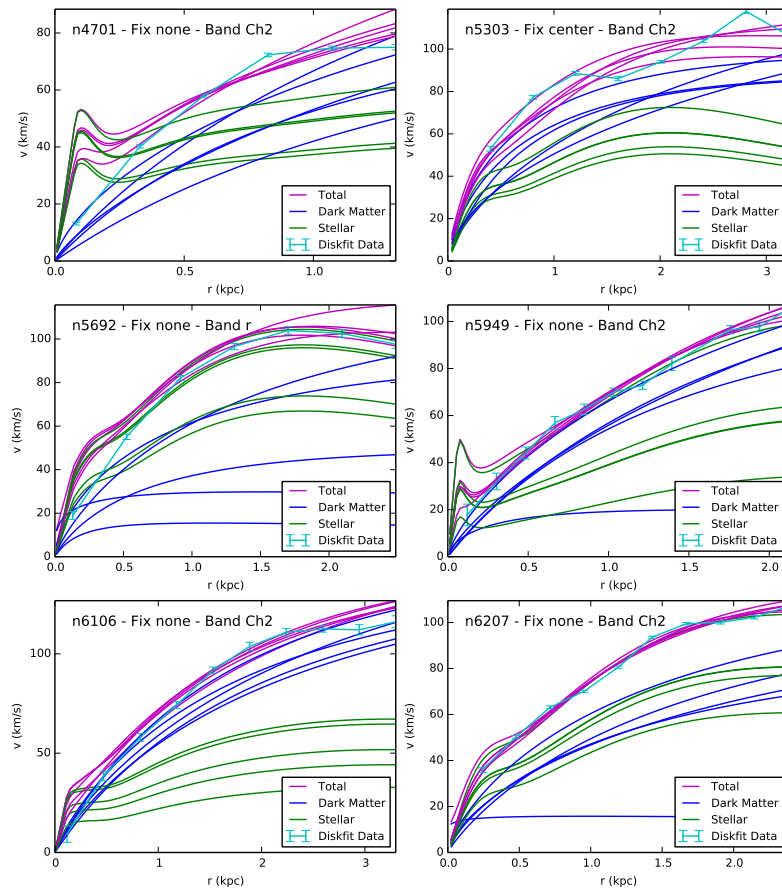 n4701 - Fix none - Band Ch2
v (km/s)
80
60
40
20
0
0.0 0.5 1.0
r (kpc)
Total
Dark Matter
Stellar
Diskfit Data
n5303 - Fix center - Band Ch2
v (km/s)
120
100
80
60
40
20
0
0 1 2 3
r (kpc)
Total
Dark Matter
Stellar
Diskfit Data
n5692 - Fix none - Band r
v (km/s)
100
80
60
40
20
0
0.0 0.5 1.0 1.5 2.0
r (kpc)
Total
Dark Matter
Stellar
Diskfit Data
n5949 - Fix none - Band Ch2
v (km/s)
100
80
60
40
20
0
0.0 0.5 1.0 1.5 2.0
r (kpc)
Total
Dark Matter
Stellar
Diskfit Data
n6106 - Fix none - Band Ch2
v (km/s)
100
50
0
0 1 2 3
r (kpc)
Total
Dark Matter
Stellar
Diskfit Data
n6207 - Fix none - Band Ch2
v (km/s)
100
80
60
40
20
0
0.0 0.5 1.0 1.5 2.0
r (kpc)
Total
Dark Matter
Stellar
Diskfit Data